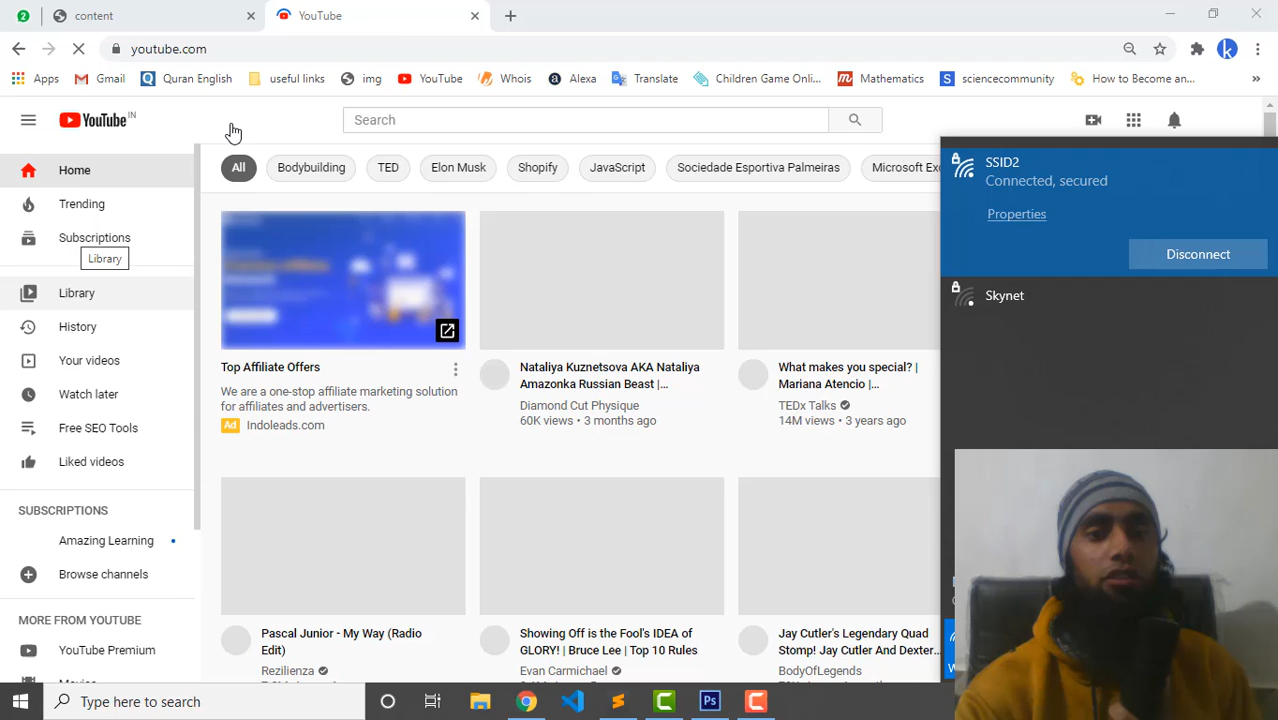 2
content
YouTube
youtube.com
Apps
Gmail
Quran English
useful links
img
YouTube
Whois
Alexa
Translate
Children Game Onl...
Mathematics
sciencecommunity
How to Become an...
YouTube IN
Search
Home
Trending
Subscriptions
Library
Library
History
Your videos
Watch later
Free SEO Tools
Liked videos
SUBSCRIPTIONS
Amazing Learning
Browse channels
MORE FROM YOUTUBE
YouTube Premium
All
Bodybuilding
TED
Elon Musk
Shopify
JavaScript
Sociedade Esportiva Palmeiras
Microsoft Exc
Top Affiliate Offers
We are a one-stop affiliate marketing solution
for affiliates and advertisers.
Ad Indoleads.com
Nataliya Kuznetsova AKA Nataliya
Amazonka Russian Beast |...
Diamond Cut Physique
60K views • 3 months ago
What makes you special? |
Mariana Atencio |...
TEDx Talks
14M views • 3 years ago
Pascal Junior - My Way (Radio
Edit)
Rezilienza
Showing Off is the Fool's IDEA of
GLORY! | Bruce Lee | Top 10 Rules
Evan Carmichael
Jay Cutler's Legendary Quad
Stomp! Jay Cutler And Dexter...
BodyOfLegends
SSID2
Connected, secured
Properties
Disconnect
Skynet
Type here to search
Ps